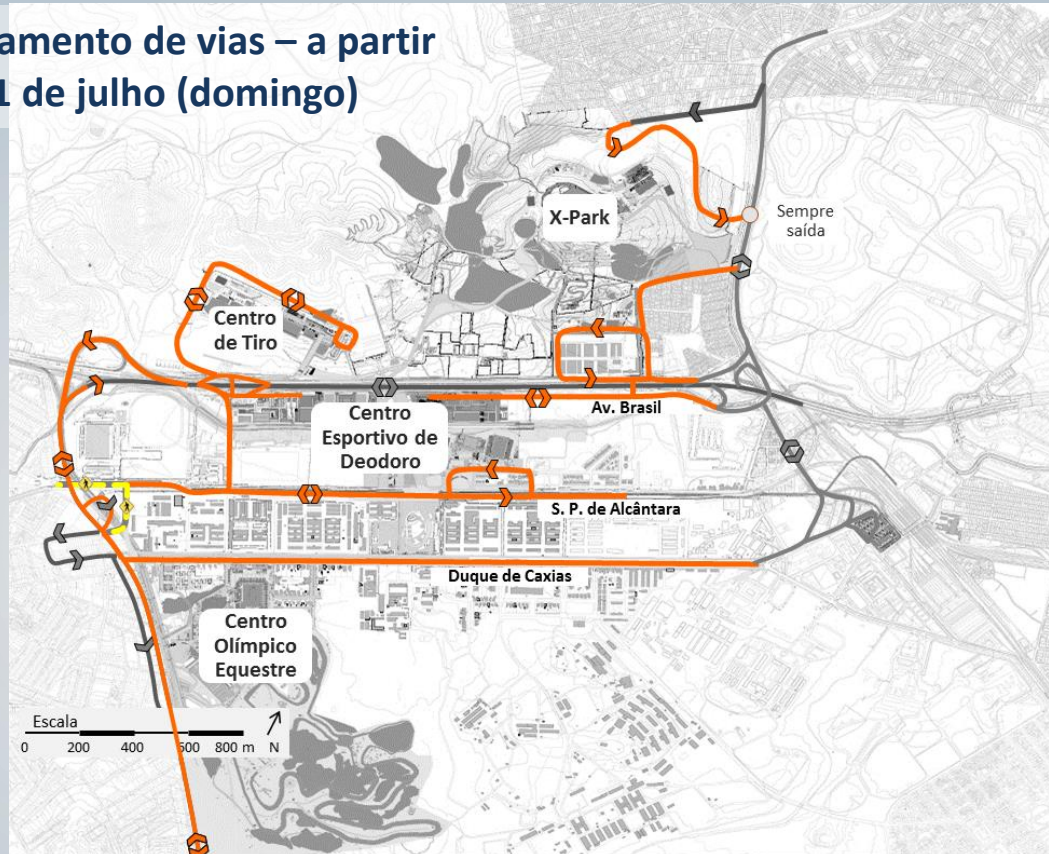 amento de vias – a partir
1 de julho (domingo)
X-Park
Sempre
saída
Centro
de Tiro
Av. Brasil
Centro
Esportivo de
Deodoro
S. P. de Alcântara
Duque de Caxias
Centro
Olímpico
Equestre
Escala
0 200 400 600 800 m N